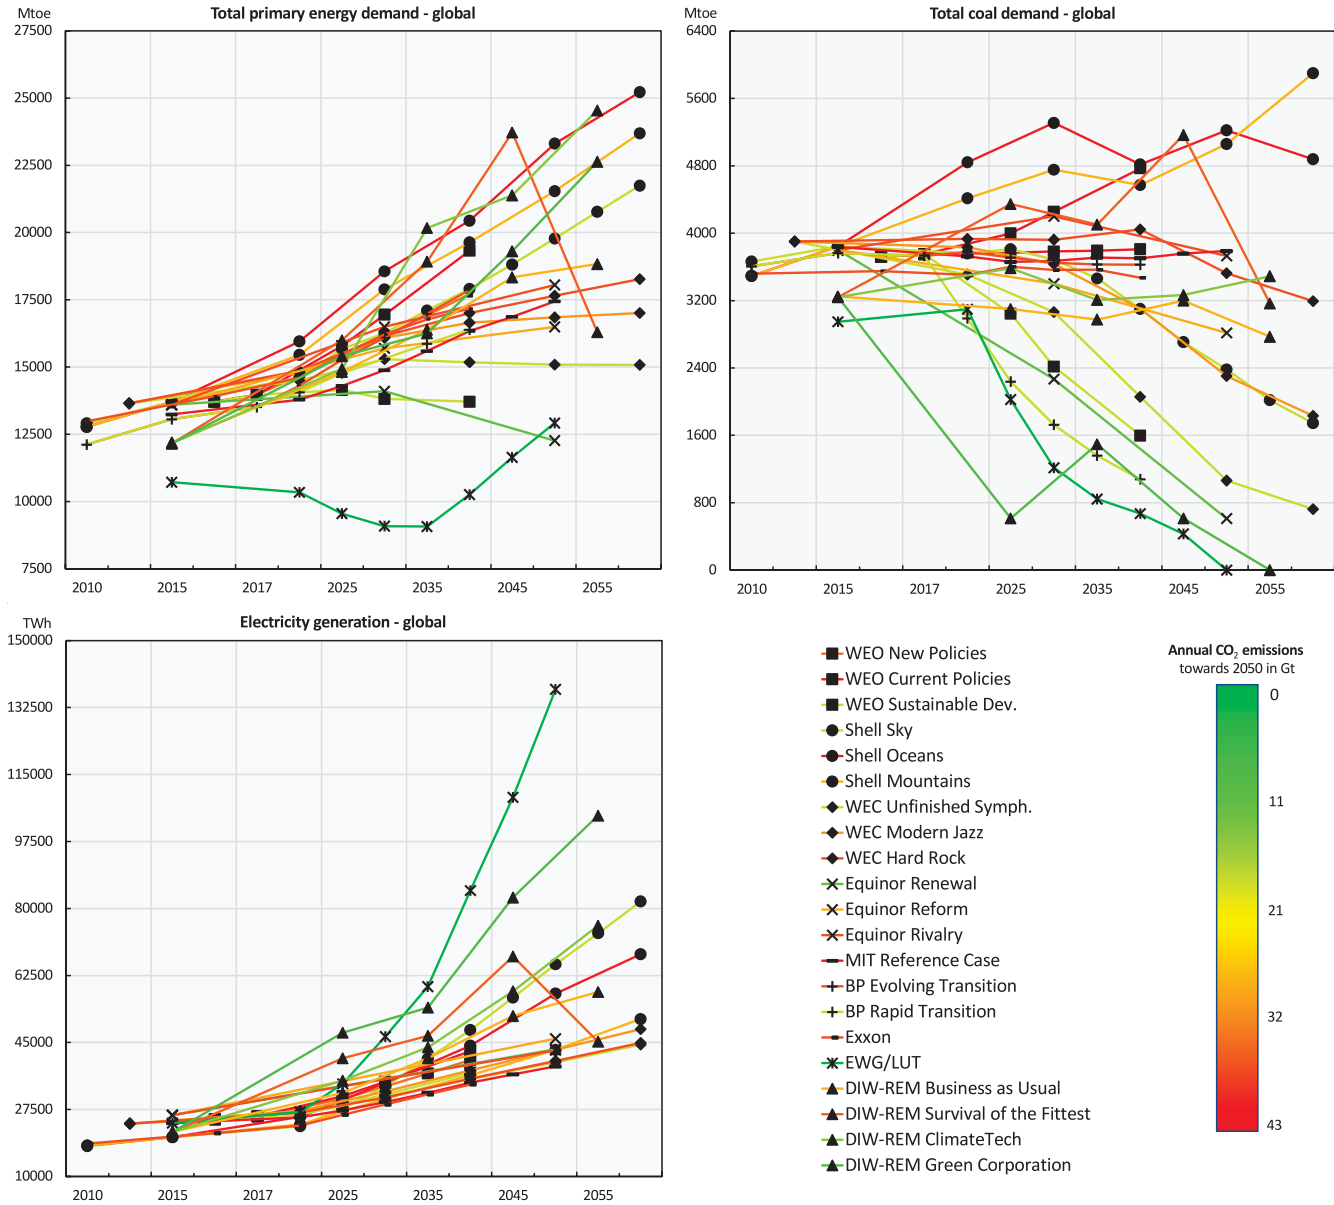 Total primary energy demand - global
Mtoe
27500
25000
22500
20000
17500
15000
12500
10000
7500
2010 2015 2017 2025 2035 2045 2055
Total coal demand - global
Mtoe
6400
5600
4800
4000
3200
2400
1600
800
0
2010 2015 2017 2025 2035 2045 2055
Electricity generation - global
TWh
150000
132500
115000
97500
80000
62500
45000
27500
10000
2010 2015 2017 2025 2035 2045 2055
WEO New Policies
WEO Current Policies
WEO Sustainable Dev.
Shell Sky
Shell Oceans
Shell Mountains
WEC Unfinished Symph.
WEC Modern Jazz
WEC Hard Rock
Equinor Renewal
Equinor Reform
Equinor Rivalry
MIT Reference Case
BP Evolving Transition
BP Rapid Transition
Exxon
EWG/LUT
DIW-REM Business as Usual
DIW-REM Survival of the Fittest
DIW-REM ClimateTech
DIW-REM Green Corporation
Annual CO₂ emissions
towards 2050 in Gt
0
11
21
32
43